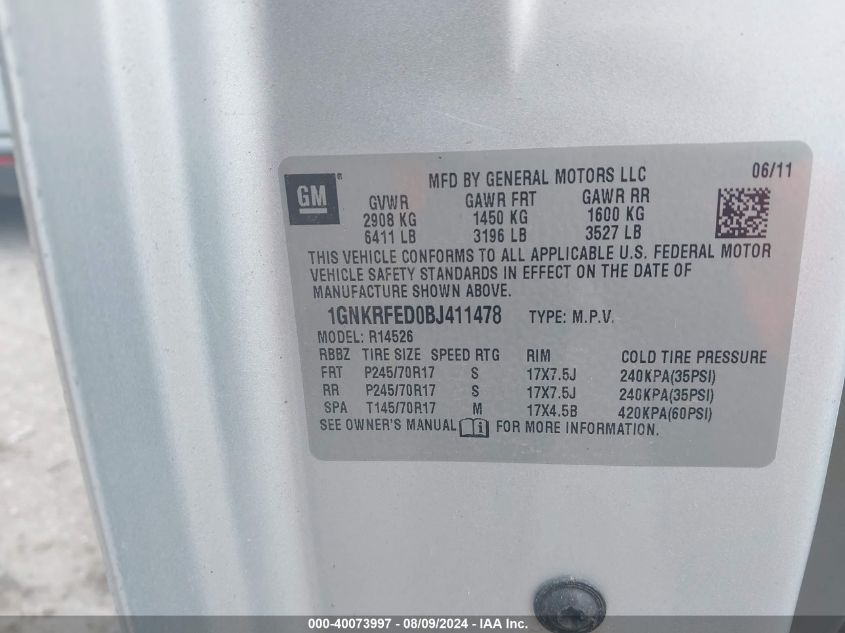 GM
®
MFD BY GENERAL MOTORS LLC
06/11
GVWR GAWR FRT GAWR RR
2908 KG 1450 KG 1600 KG
6411 LB 3196 LB 3527 LB
THIS VEHICLE CONFORMS TO ALL APPLICABLE U.S. FEDERAL MOTOR
VEHICLE SAFETY STANDARDS IN EFFECT ON THE DATE OF
MANUFACTURE SHOWN ABOVE.
1GNKRFED0BJ411478 TYPE: M.P.V.
MODEL: R14526
RBBZ TIRE SIZE SPEED RTG RIM COLD TIRE PRESSURE
FRT P245/70R17 S 17X7.5J 240KPA(35PSI)
RR P245/70R17 S 17X7.5J 240KPA(35PSI)
SPA T145/70R17 M 17X4.5B 420KPA(60PSI)
SEE OWNER'S MANUAL i FOR MORE INFORMATION.
000-40073997 - 08/09/2024 - IAA Inc.